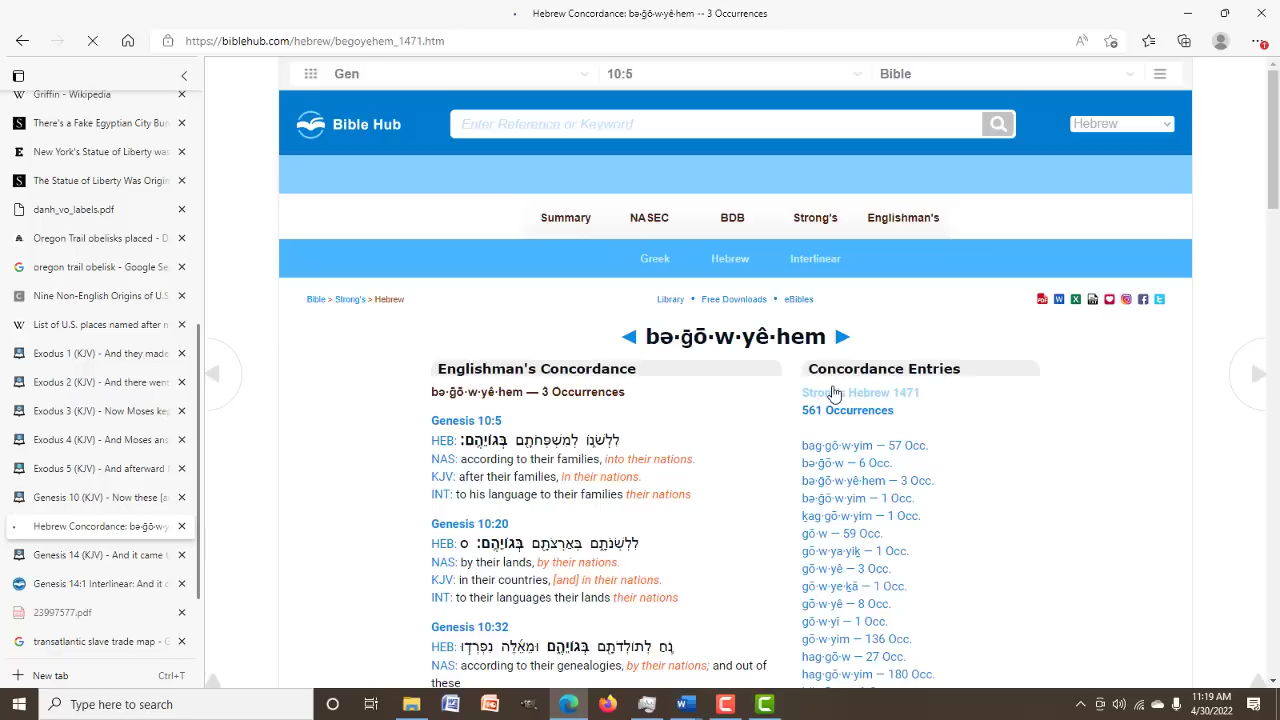 Hebrew Concordance: bə·ḡō·w·yê·hem -- 3 Occurrences
https://biblehub.com/hebrew/begoyehem_1471.htm
Griffin - Wikipedia
There's a Fake Egyptian City Bur
New York's Statue of Liberty was
The Statue of Liberty Was Origin
danh_vo_labels.pdf
Oregon Trail obelisks placed - D
oregon trail obelisk - Google Se
Nine Non-English Origins of U.S
List of U.S. places named after n
Exodus 1 (KJV) - And they made
Exodus 2 (KJV) - And there went
Exodus 3 (KJV) - Now Moses kep
Exodus 4 (KJV) - And Moses ans
Exodus 5 (KJV) - And afterward
Genesis 10 (KJV) - Now these [a
Hebrew Concordance: bə·ḡō·w·y
Genesis 14 (KJV) - And it came
Genesis 14:1 Interlinear: And it c
23997577.pdf
transatlantic slave trade map - G
New tab
Gen 10:5 Bible
Bible Hub Enter Reference or Keyword Hebrew
Summary NASEC BDB Strong's Englishman's
Greek Hebrew Interlinear
Bible > Strong's > Hebrew
Library • Free Downloads • eBibles
◄ bə·ḡō·w·yê·hem ►
Englishman's Concordance
bə·ḡō·w·yê·hem — 3 Occurrences
Genesis 10:5
HEB: לִלְשֹׁנ֑וֹ לְמִשְׁפְּחֹתָ֖ם בְּגוֹיֵהֶֽם׃
NAS: according to their families, into their nations.
KJV: after their families, in their nations.
INT: to his language to their families their nations
Genesis 10:20
HEB: לִלְשֹֽׁנֹתָ֑ם בְּאַרְצֹתָ֖ם בְּגוֹיֵהֶֽם׃ ס
NAS: by their lands, by their nations.
KJV: in their countries, [and] in their nations.
INT: to their languages their lands their nations
Genesis 10:32
HEB: נֹ֛חַ לְתוֹלְדֹתָ֖ם בְּגוֹיֵהֶ֑ם וּמֵאֵ֜לֶּה נִפְרְד֧וּ
NAS: according to their genealogies, by their nations; and out of
these
Concordance Entries
Strong's Hebrew 1471
561 Occurrences
bag·gō·w·yim — 57 Occ.
bə·ḡō·w — 6 Occ.
bə·ḡō·w·yê·hem — 3 Occ.
bə·ḡō·w·yim — 1 Occ.
ḵag·gō·w·yim — 1 Occ.
gō·w — 59 Occ.
gō·w·ya·yiḵ — 1 Occ.
gō·w·yê — 3 Occ.
gō·w·ye·ḵā — 1 Occ.
gō·w·yê — 8 Occ.
gō·w·yî — 1 Occ.
gō·w·yim — 136 Occ.
hag·gō·w — 27 Occ.
hag·gō·w·yim — 180 Occ.
Type here to search
11:19 AM
4/30/2022